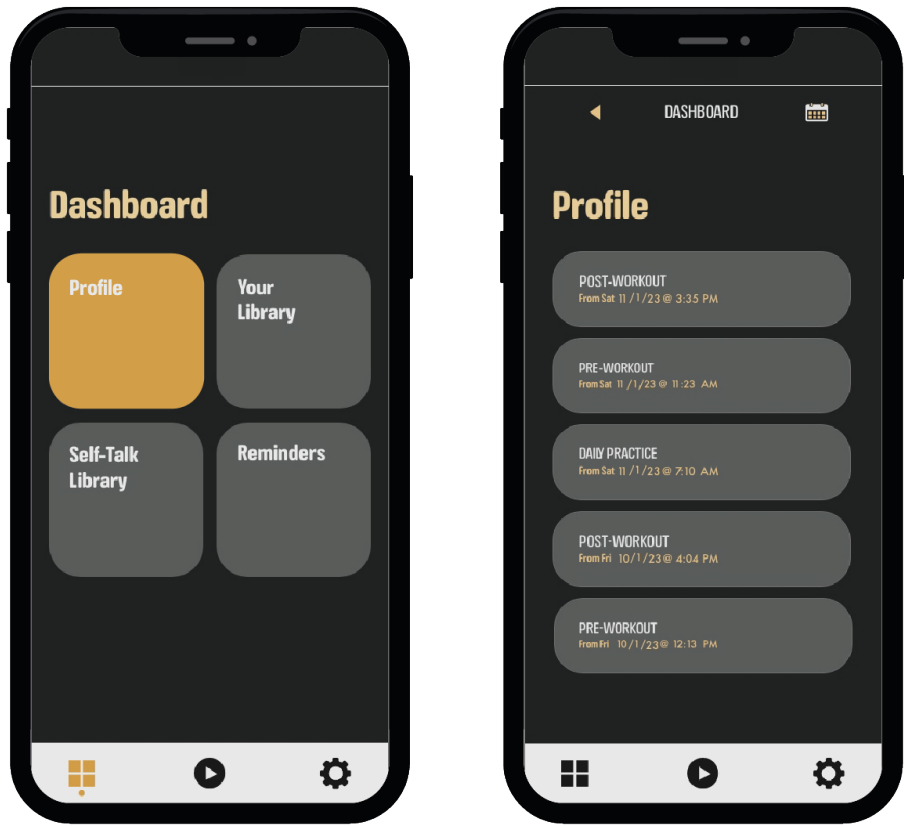 Dashboard
Profile
Your
Library
Self-Talk
Library
Reminders
DASHBOARD
Profile
POST-WORKOUT
From Sat 11 /1/23 @ 3:35 PM
PRE-WORKOUT
From Sat 11 /1/23 @ 11:23 AM
DAILY PRACTICE
From Sat 11 /1/23 @ 7:10 AM
POST-WORKOUT
From Fri 10/1/23 @ 4:04 PM
PRE-WORKOUT
From Fri 10 /1/23@ 12:13 PM